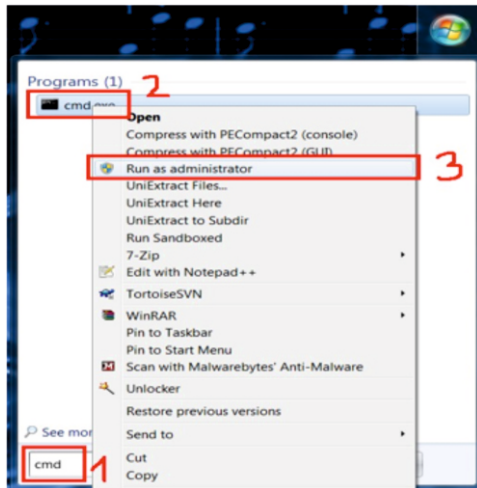 Programs (1)
2
cmd.exe
Open
Compress with PECompact2 (console)
Compress with PECompact2 (GUI)
Run as administrator
3
UniExtract Files...
UniExtract Here
UniExtract to Subdir
Run Sandboxed
7-Zip
Edit with Notepad++
TortoiseSVN
WinRAR
Pin to Taskbar
Pin to Start Menu
Scan with Malwarebytes' Anti-Malware
Unlocker
Restore previous versions
See mor
Send to
cmd
1
Cut
Copy